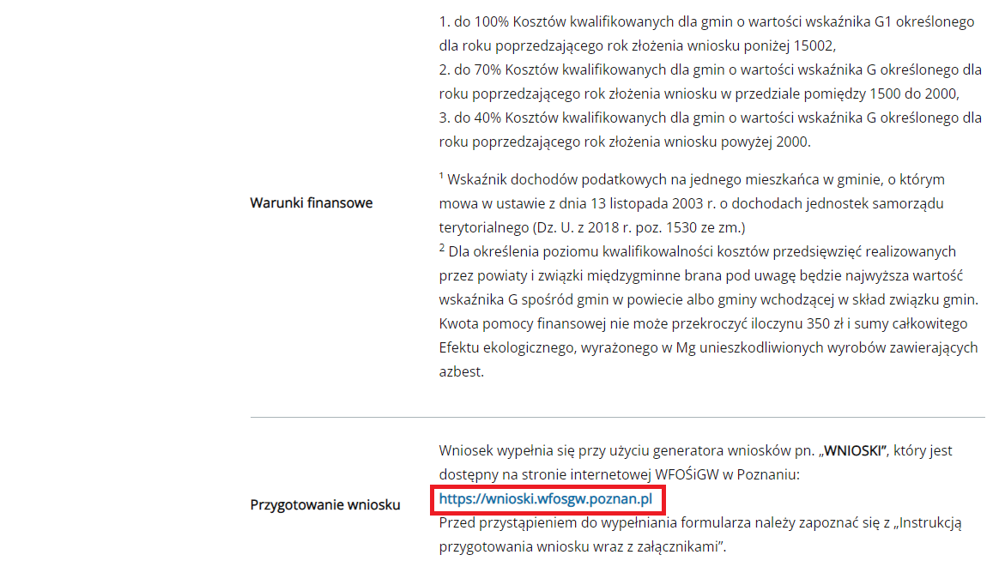 1. do 100% Kosztów kwalifikowanych dla gmin o wartości wskaźnika G1 określonego
dla roku poprzedzającego rok złożenia wniosku poniżej 15002,
2. do 70% Kosztów kwalifikowanych dla gmin o wartości wskaźnika G określonego dla
roku poprzedzającego rok złożenia wniosku w przedziale pomiędzy 1500 do 2000,
3. do 40% Kosztów kwalifikowanych dla gmin o wartości wskaźnika G określonego dla
roku poprzedzającego rok złożenia wniosku powyżej 2000.
Warunki finansowe
¹ Wskaźnik dochodów podatkowych na jednego mieszkańca w gminie, o którym
mowa w ustawie z dnia 13 listopada 2003 r. o dochodach jednostek samorządu
terytorialnego (Dz. U. z 2018 r. poz. 1530 ze zm.)
² Dla określenia poziomu kwalifikowalności kosztów przedsięwzięć realizowanych
przez powiaty i związki międzygminne brana pod uwagę będzie najwyższa wartość
wskaźnika G spośród gmin w powiecie albo gminy wchodzącej w skład związku gmin.
Kwota pomocy finansowej nie może przekroczyć iloczynu 350 zł i sumy całkowitego
Efektu ekologicznego, wyrażonego w Mg unieszkodliwionych wyrobów zawierających
azbest.
Przygotowanie wniosku
Wniosek wypełnia się przy użyciu generatora wniosków pn. „WNIOSKI”, który jest
dostępny na stronie internetowej WFOŚiGW w Poznaniu:
https://wnioski.wfosgw.poznan.pl
Przed przystąpieniem do wypełniania formularza należy zapoznać się z „Instrukcją
przygotowania wniosku wraz z załącznikami”.